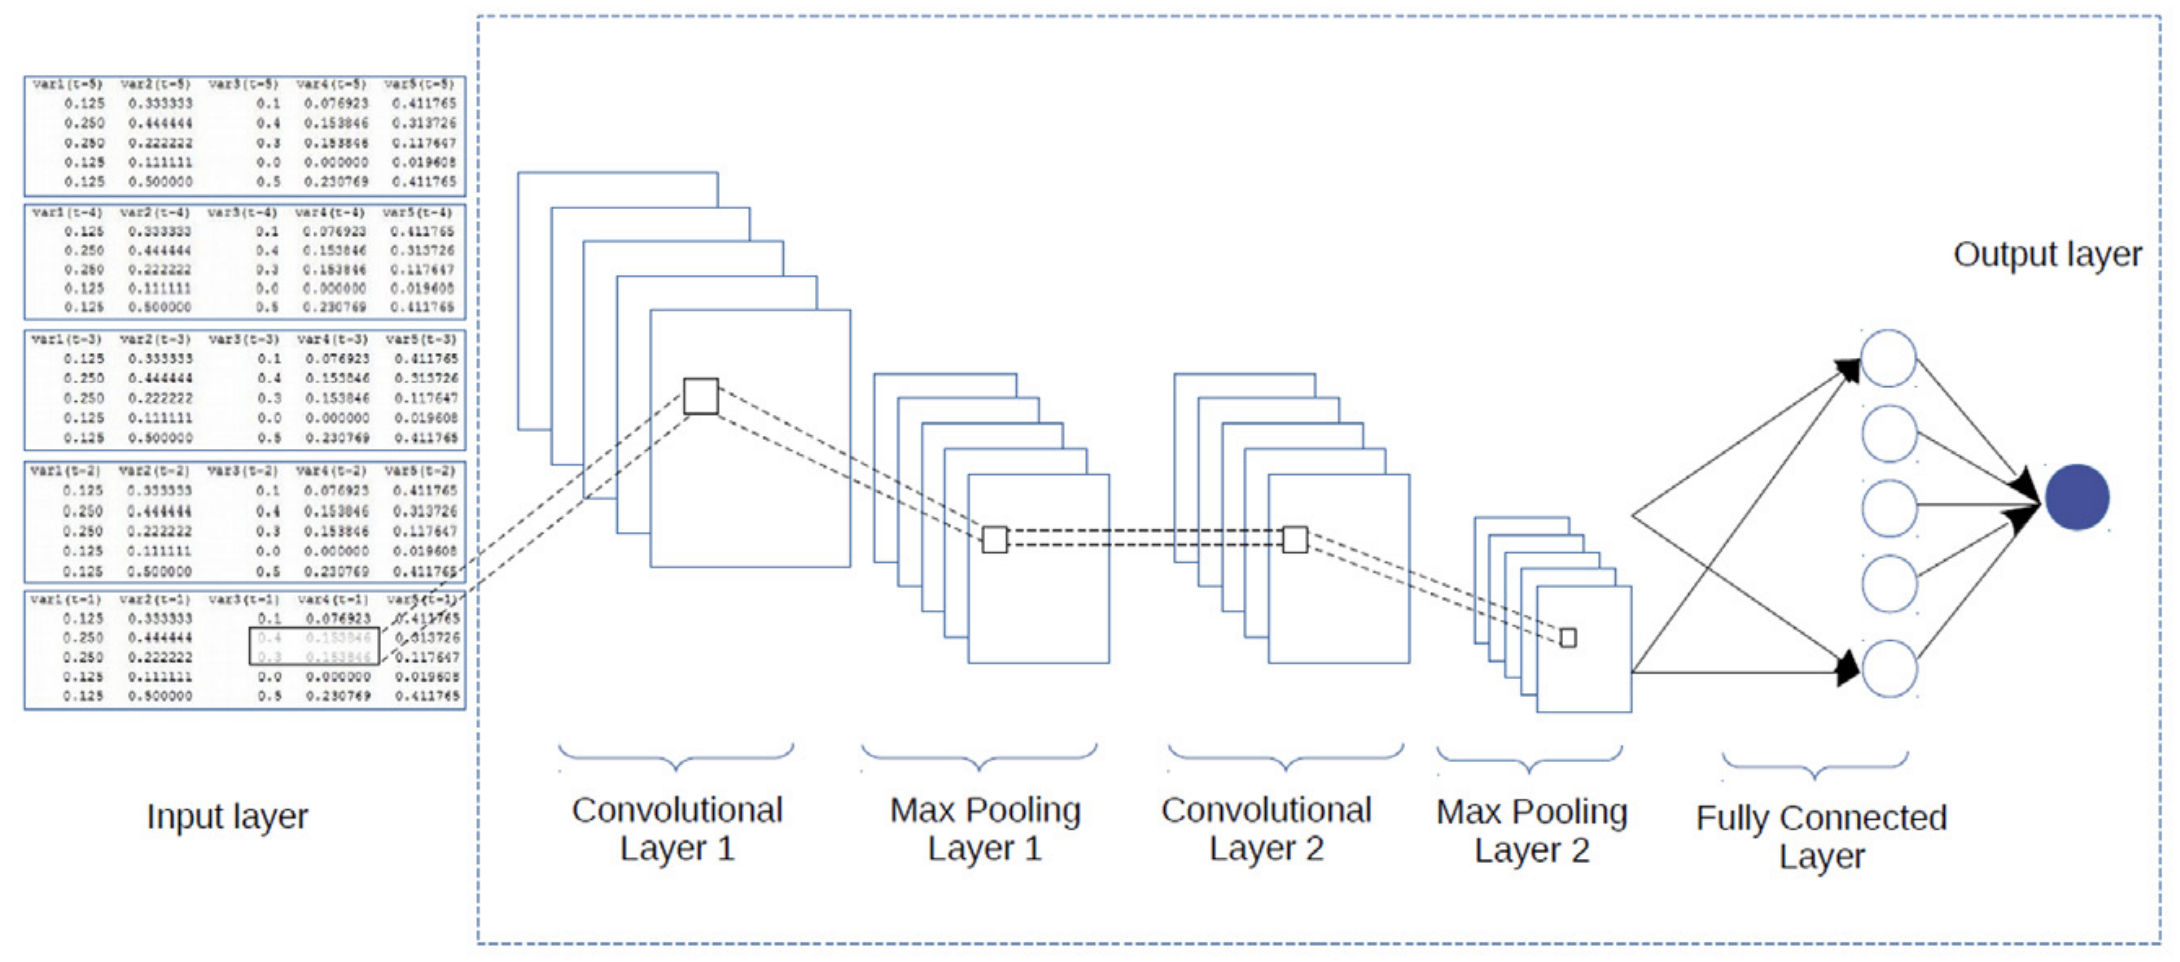 var1(t-5) var2(t-5) var3(t-5) var4(t-5) var5(t-5)
0.125 0.333333 0.1 0.076923 0.411765
0.250 0.444444 0.4 0.153846 0.313726
0.250 0.222222 0.3 0.153846 0.117647
0.125 0.111111 0.0 0.000000 0.019608
0.125 0.500000 0.5 0.230769 0.411765
var1(t-4) var2(t-4) var3(t-4) var4(t-4) var5(t-4)
0.125 0.333333 0.1 0.076923 0.411765
0.250 0.444444 0.4 0.153846 0.313726
0.250 0.222222 0.3 0.153846 0.117647
0.125 0.111111 0.0 0.000000 0.019608
0.125 0.500000 0.5 0.230769 0.411765
var1(t-3) var2(t-3) var3(t-3) var4(t-3) var5(t-3)
0.125 0.333333 0.1 0.076923 0.411765
0.250 0.444444 0.4 0.153846 0.313726
0.250 0.222222 0.3 0.153846 0.117647
0.125 0.111111 0.0 0.000000 0.019608
0.125 0.500000 0.5 0.230769 0.411765
var1(t-2) var2(t-2) var3(t-2) var4(t-2) var5(t-2)
0.125 0.333333 0.1 0.076923 0.411765
0.250 0.444444 0.4 0.153846 0.313726
0.250 0.222222 0.3 0.153846 0.117647
0.125 0.111111 0.0 0.000000 0.019608
0.125 0.500000 0.5 0.230769 0.411765
var1(t-1) var2(t-1) var3(t-1) var4(t-1) var5(t-1)
0.125 0.333333 0.1 0.076923 0.411765
0.250 0.444444 0.4 0.153846 0.313726
0.250 0.222222 0.3 0.153846 0.117647
0.125 0.111111 0.0 0.000000 0.019608
0.125 0.500000 0.5 0.230769 0.411765
Input layer
Convolutional
Layer 1
Max Pooling
Layer 1
Convolutional
Layer 2
Max Pooling
Layer 2
Fully Connected
Layer
Output layer